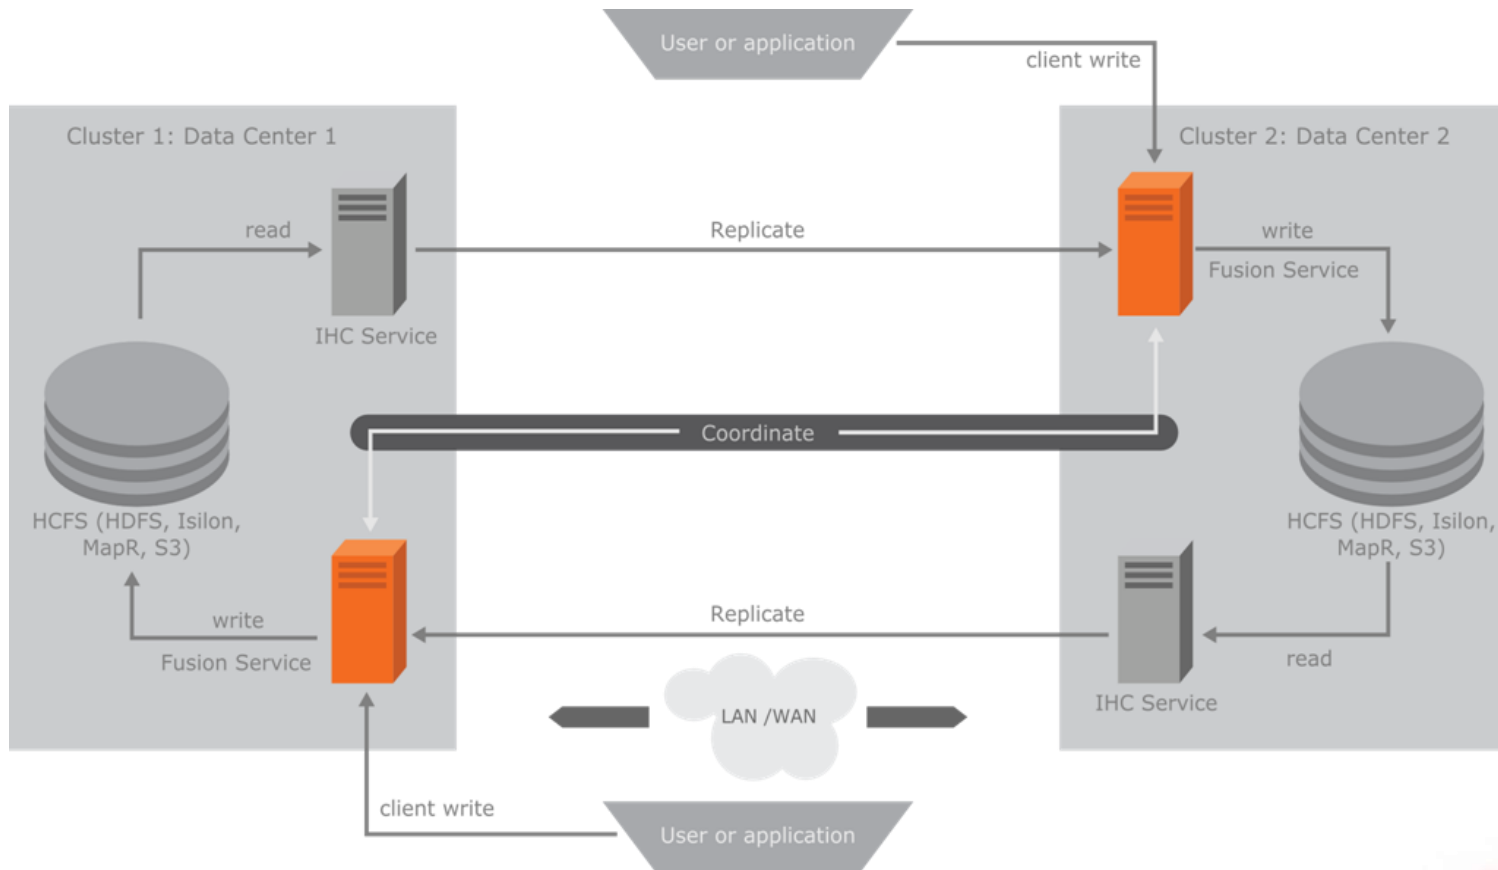 User or application
client write
Cluster 1: Data Center 1
Cluster 2: Data Center 2
read
Replicate
write
Fusion Service
IHC Service
Coordinate
HCFS (HDFS, Isilon,
MapR, S3)
HCFS (HDFS, Isilon,
MapR, S3)
write
Fusion Service
Replicate
read
IHC Service
LAN /WAN
client write
User or application